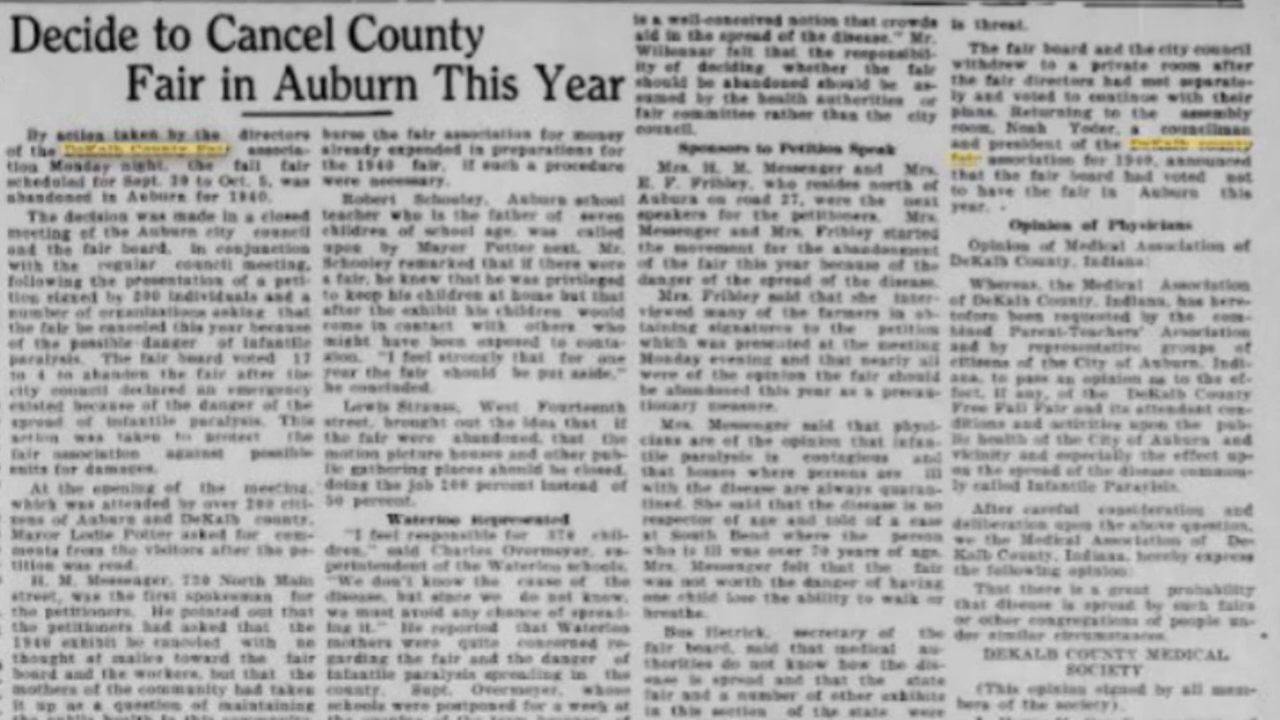 Decide to Cancel County
Fair in Auburn This Year
By action taken by the directors
of the DeKalb County Fair associa-
tion Monday night, the fall fair
scheduled for Sept. 30 to Oct. 5, was
abandoned in Auburn for 1940.
The decision was made in a closed
meeting of the Auburn city council
and the fair board, in conjunction
with the regular council meeting,
following the presentation of a peti-
tion signed by 200 individuals and a
number of organizations asking that
the fair be canceled this year because
of the possible danger of infantile
paralysis. The fair board voted 17
to 4 to abandon the fair after the
city council declared an emergency
existed because of the danger of the
spread of infantile paralysis. This
action was taken to protect the
fair association against possible
suits for damages.
At the opening of the meeting,
which was attended by over 200 citi-
zens of Auburn and DeKalb county,
Mayor Lodie Potter asked for com-
ments from the visitors after the pe-
tition was read.
H. M. Messenger, 720 North Main
street, was the first spokesman for
the petitioners. He pointed out that
the petitioners had asked that the
1940 exhibit be canceled with no
thought of malice toward the fair
board and the workers, but that the
mothers of the community had taken
it up as a question of maintaining
the public health in this community
burse the fair association for money
already expended in preparations for
the 1940 fair, if such a procedure
were necessary.
Robert Schooley, Auburn school
teacher who is the father of seven
children of school age, was called
upon by Mayor Potter next. Mr.
Schooley remarked that if there were
a fair, he knew that he was privileged
to keep his children at home but that
after the exhibit his children would
come in contact with others who
might have been exposed to conta-
gion. "I feel strongly that for one
year the fair should be put aside,"
he concluded.
Lewis Strauss, West Fourteenth
street, brought out the idea that if
the fair were abandoned, that the
motion picture houses and other pub-
lic gathering places should be closed,
doing the job 100 percent instead of
50 percent.
Waterloo Represented
"I feel responsible for 370 chil-
dren," said Charles Overmeyer, su-
perintendent of the Waterloo schools.
"We don't know the cause of the
disease, but since we do not know,
we must avoid any chance of spread-
ing it." He reported that Waterloo
mothers were quite concerned re-
garding the fair and the danger of
infantile paralysis spreading in the
county. Supt. Overmeyer, whose
schools were postponed for a week at
is a well-conceived notion that crowds
aid in the spread of the disease." Mr.
Willennar felt that the responsibil-
ity of deciding whether the fair
should be abandoned should be as-
sumed by the health authorities or
fair committee rather than the city
council.
Sponsors to Petition Speak
Mrs. H. M. Messenger and Mrs.
E. F. Fribley, who resides north of
Auburn on road 27, were the next
speakers for the petitioners. Mrs.
Messenger and Mrs. Fribley started
the movement for the abandonment
of the fair this year because of the
danger of the spread of the disease.
Mrs. Fribley said that she inter-
viewed many of the farmers in ob-
taining signatures to the petition
which was presented at the meeting
Monday evening and that nearly all
were of the opinion the fair should
be abandoned this year as a precau-
tionary measure.
Mrs. Messenger said that physi-
cians are of the opinion that infan-
tile paralysis is contagious and
that houses where persons are ill
with the disease are always quaran-
tined. She said that the disease is no
respector of age and told of a case
at South Bend where the person
who is ill was over 70 years of age.
Mrs. Messenger felt that the fair
was not worth the danger of having
one child lose the ability to walk or
breathe.
Hetrick, secretary of the
fair board, said that medical au-
thorities do not know how the dis-
ease is spread and that the state
fair and a number of other exhibits
in this section of the state were
is threat.
The fair board and the city council
withdrew to a private room after
the fair directors had met separate-
ly and voted to continue with their
plans. Returning to the assembly
room, Noah Yoder, a councilman
and president of the DeKalb county
fair association for 1940, announced
that the fair board had voted not
to have the fair in Auburn this
year.
Opinion of Physicians
Opinion of Medical Association of
DeKalb County, Indiana:
Whereas, the Medical Association
of DeKalb County, Indiana, has here-
tofore been requested by the com-
bined Parent-Teachers' Association
and by representative groups of
citizens of the City of Auburn, Indi-
ana, to pass an opinion as to the ef-
fect, if any, of the DeKalb County
Free Fall Fair and its attendant con-
ditions and activities upon the pub-
lic health of the City of Auburn and
vicinity and especially the effect up-
on the spread of the disease common-
ly called Infantile Paralysis.
After careful consideration and
deliberation upon the above question,
we the Medical Association of De-
Kalb County, Indiana, hereby express
the following opinion:
That there is a great probability
that disease is spread by such fairs
or other congregations of people un-
der similar circumstances.
DEKALB COUNTY MEDICAL
SOCIETY
(This opinion signed by all mem-
bers of the society).